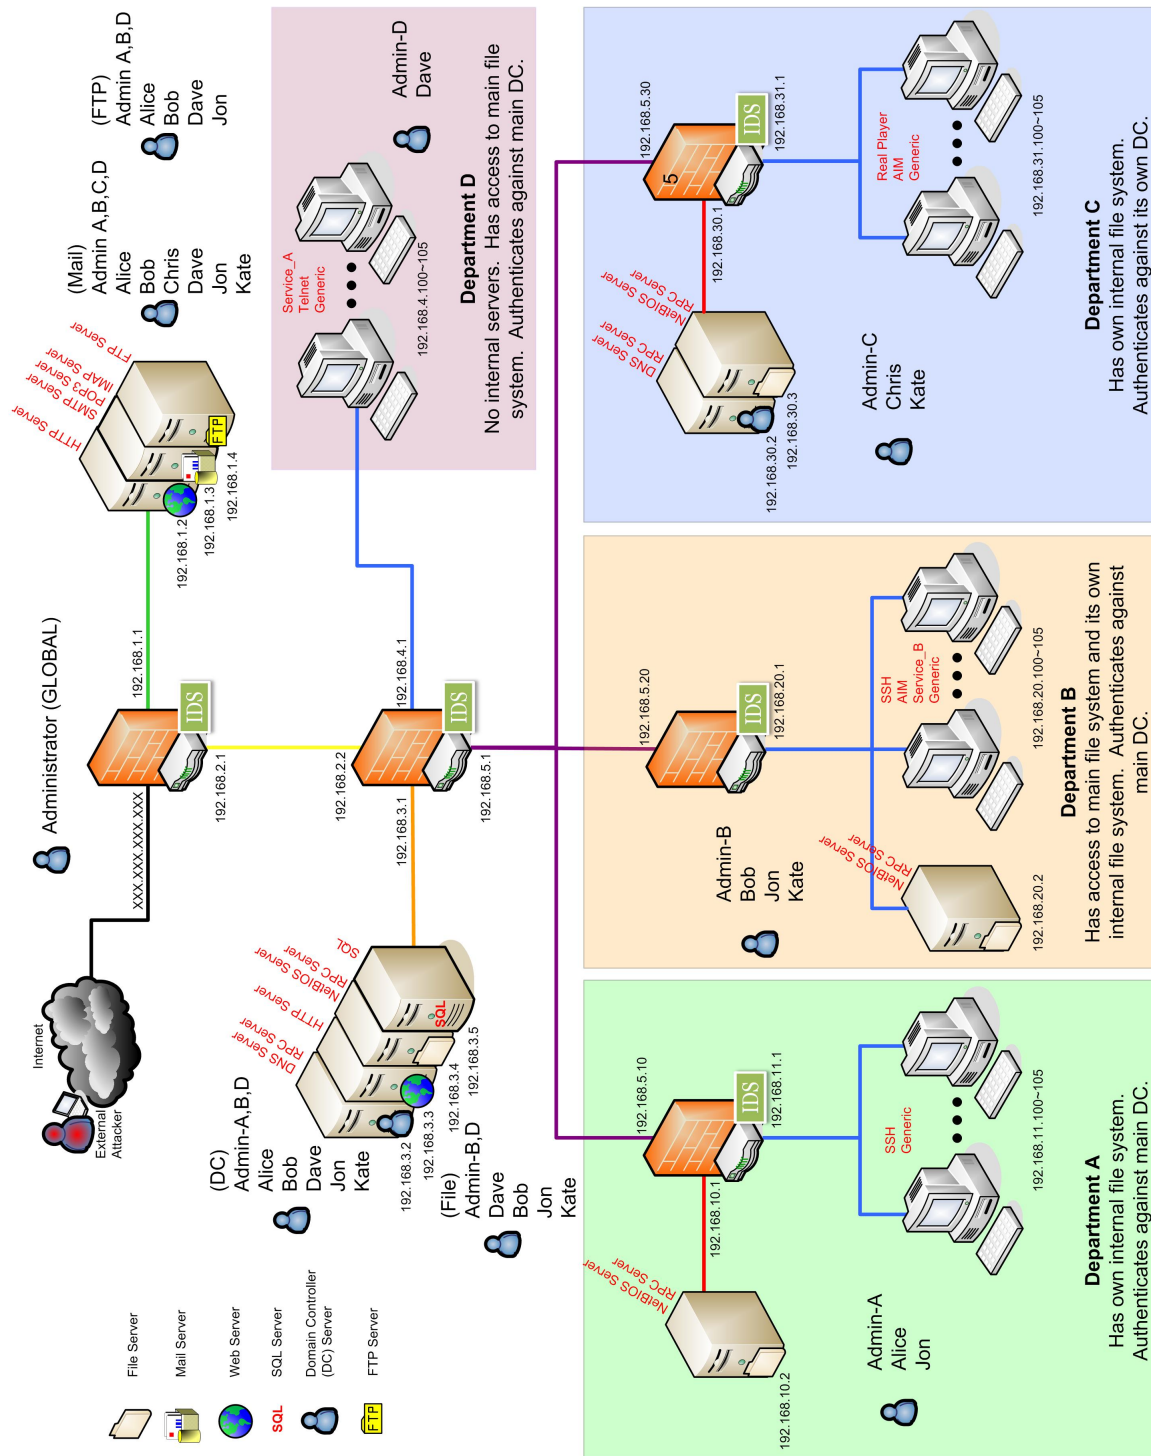 File Server
Mail Server
Web Server
SQL
SQL Server
Domain Controller
(DC) Server
FTP
FTP Server
Internet
External
Attacker
XXX.XXX.XXX.XXX
Administrator (GLOBAL)
IDS
192.168.1.1
192.168.2.1
HTTP Server
SMTP Server
POP3 Server
IMAP Server
FTP Server
FTP
192.168.1.2
192.168.1.3
192.168.1.4
(Mail)
Admin A,B,C,D
Alice
Bob
Chris
Dave
Jon
Kate
(FTP)
Admin A,B,D
Alice
Bob
Dave
Jon
(DC)
Admin-A,B,D
Alice
Bob
Dave
Jon
Kate
DNS Server
RPC Server
HTTP Server
NetBIOS Server
RPC Server
SQL
SQL
192.168.3.2
192.168.3.3
192.168.3.4
192.168.3.5
(File)
Admin-B,D
Dave
Bob
Jon
Kate
192.168.2.2
192.168.3.1
192.168.4.1
IDS
192.168.5.1
Service_A
Telnet
Generic
192.168.4.100~105
Admin-D
Dave
Department D
No internal servers. Has access to main file
system. Authenticates against main DC.
192.168.5.10
192.168.10.1
IDS
192.168.11.1
NetBIOS Server
RPC Server
192.168.10.2
SSH
Generic
192.168.11.100~105
Admin-A
Alice
Jon
Department A
Has own internal file system.
Authenticates against main DC.
192.168.5.20
IDS
192.168.20.1
Admin-B
Bob
Jon
Kate
NetBIOS Server
RPC Server
192.168.20.2
SSH
AIM
Service_B
Generic
192.168.20.100~105
Department B
Has access to main file system and its own
internal file system. Authenticates against
main DC.
192.168.5.30
5
192.168.30.1
IDS
192.168.31.1
DNS Server
RPC Server
NetBIOS Server
RPC Server
192.168.30.2
192.168.30.3
Real Player
AIM
Generic
192.168.31.100~105
Admin-C
Chris
Kate
Department C
Has own internal file system.
Authenticates against its own DC.